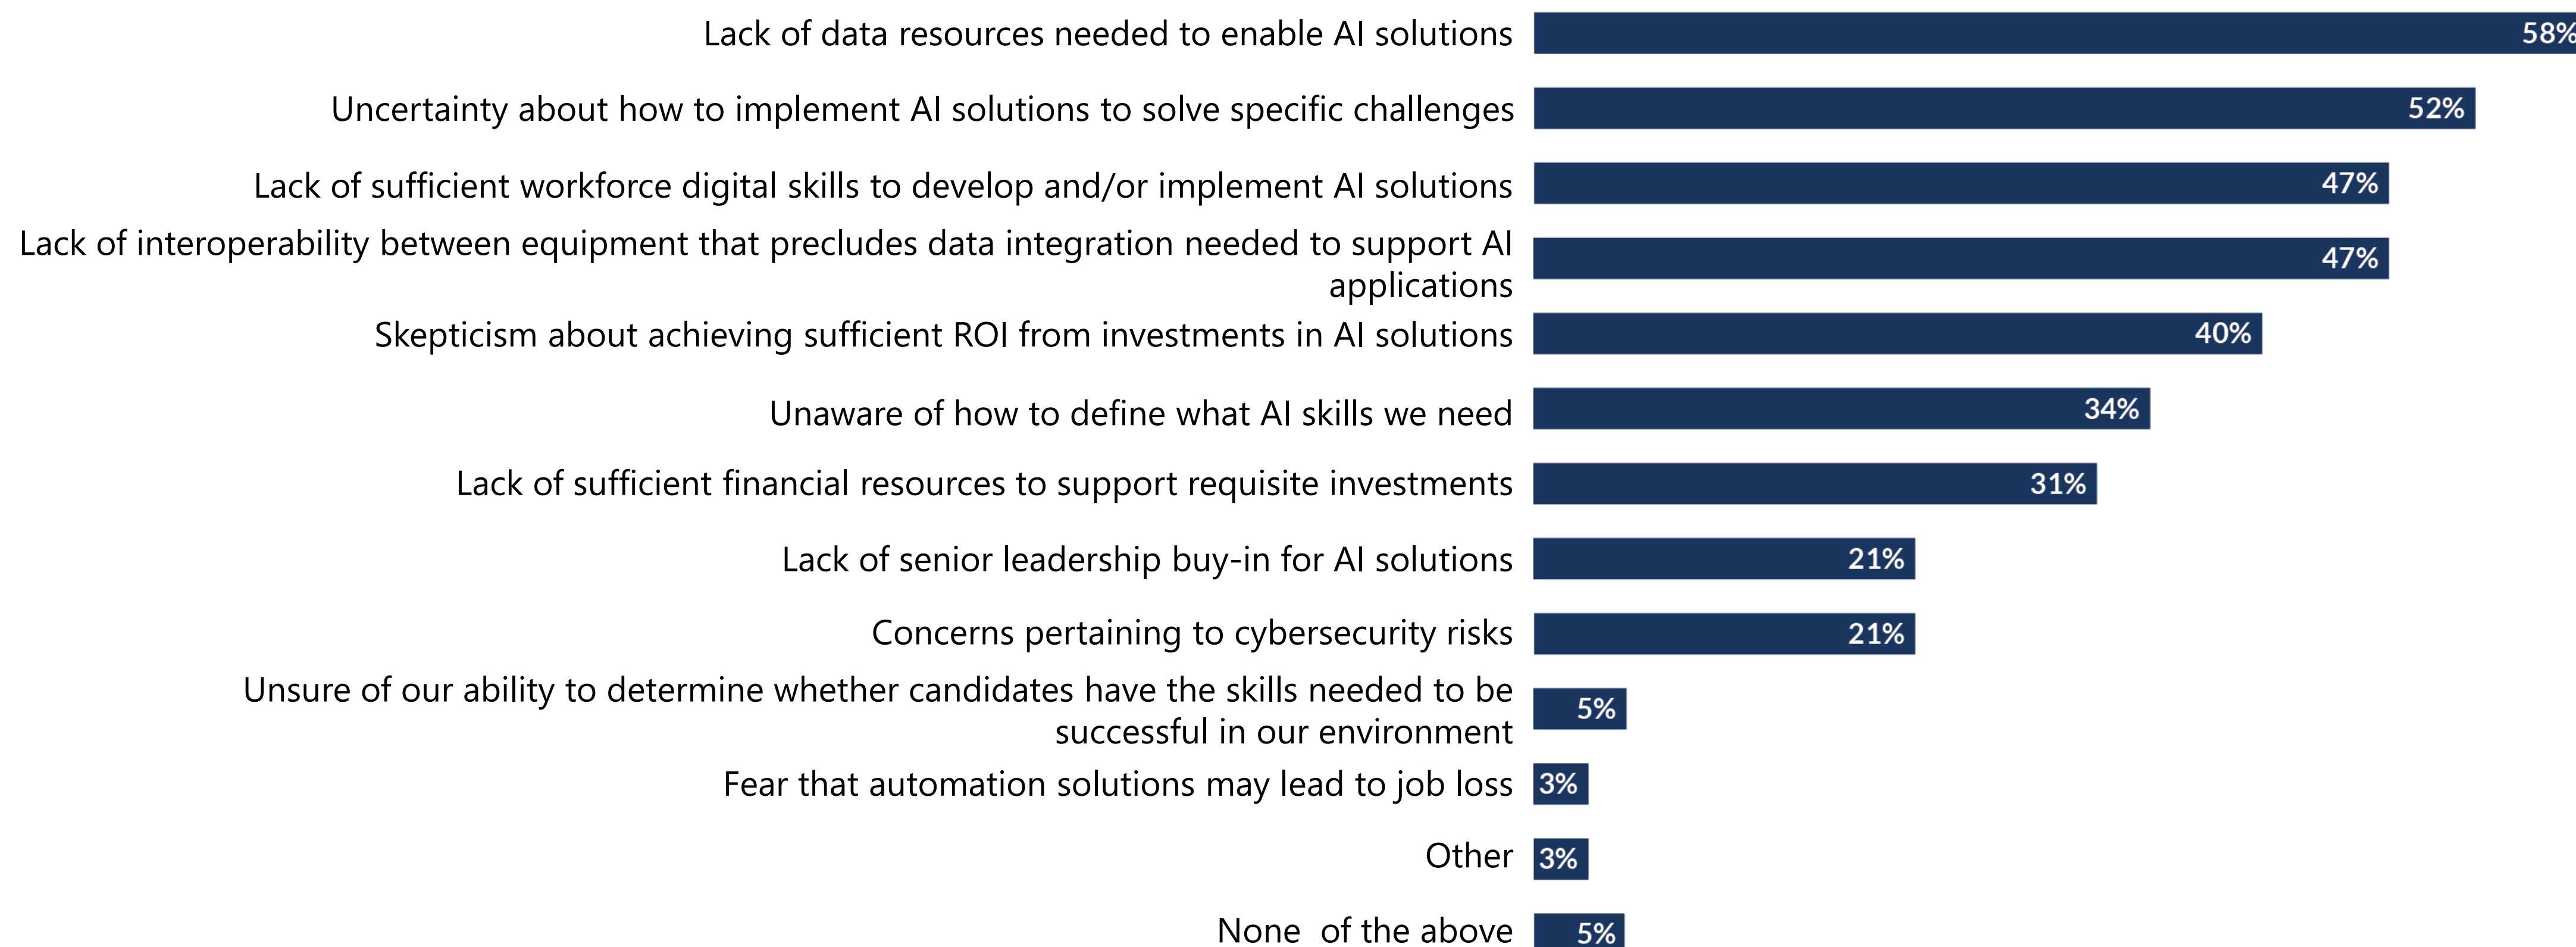 Lack of data resources needed to enable AI solutions 58%
Uncertainty about how to implement AI solutions to solve specific challenges 52%
Lack of sufficient workforce digital skills to develop and/or implement AI solutions 47%
Lack of interoperability between equipment that precludes data integration needed to support AI
applications 47%
Skepticism about achieving sufficient ROI from investments in AI solutions 40%
Unaware of how to define what AI skills we need 34%
Lack of sufficient financial resources to support requisite investments 31%
Lack of senior leadership buy-in for AI solutions 21%
Concerns pertaining to cybersecurity risks 21%
Unsure of our ability to determine whether candidates have the skills needed to be
successful in our environment 5%
Fear that automation solutions may lead to job loss 3%
Other 3%
None  of the above 5%